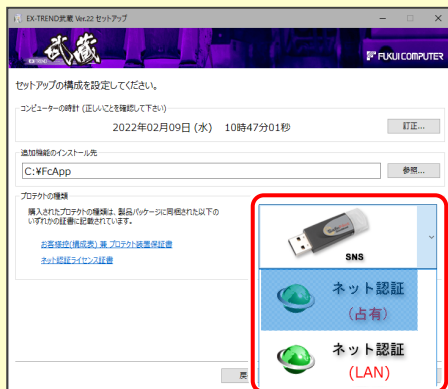 EX-TREND武蔵 Ver.22 セットアップ
武蔵
EX-TREND
FUKUI COMPUTER
セットアップの構成を設定してください。
コンピューターの時計 (正しいことを確認して下さい)
2022年02月09日 (水) 10時47分01秒
訂正...
追加機能のインストール先
C:¥FcApp
参照...
プロテクトの種類
購入されたプロテクトの種類は、製品パッケージに同梱された以下の
いずれかの証書に記載されています。
お客様控(構成表) 兼 プロテクト装置保証書
ネット認証ライセンス証書
SNS
ネット認証
(占有)
ネット認証
(LAN)
戻